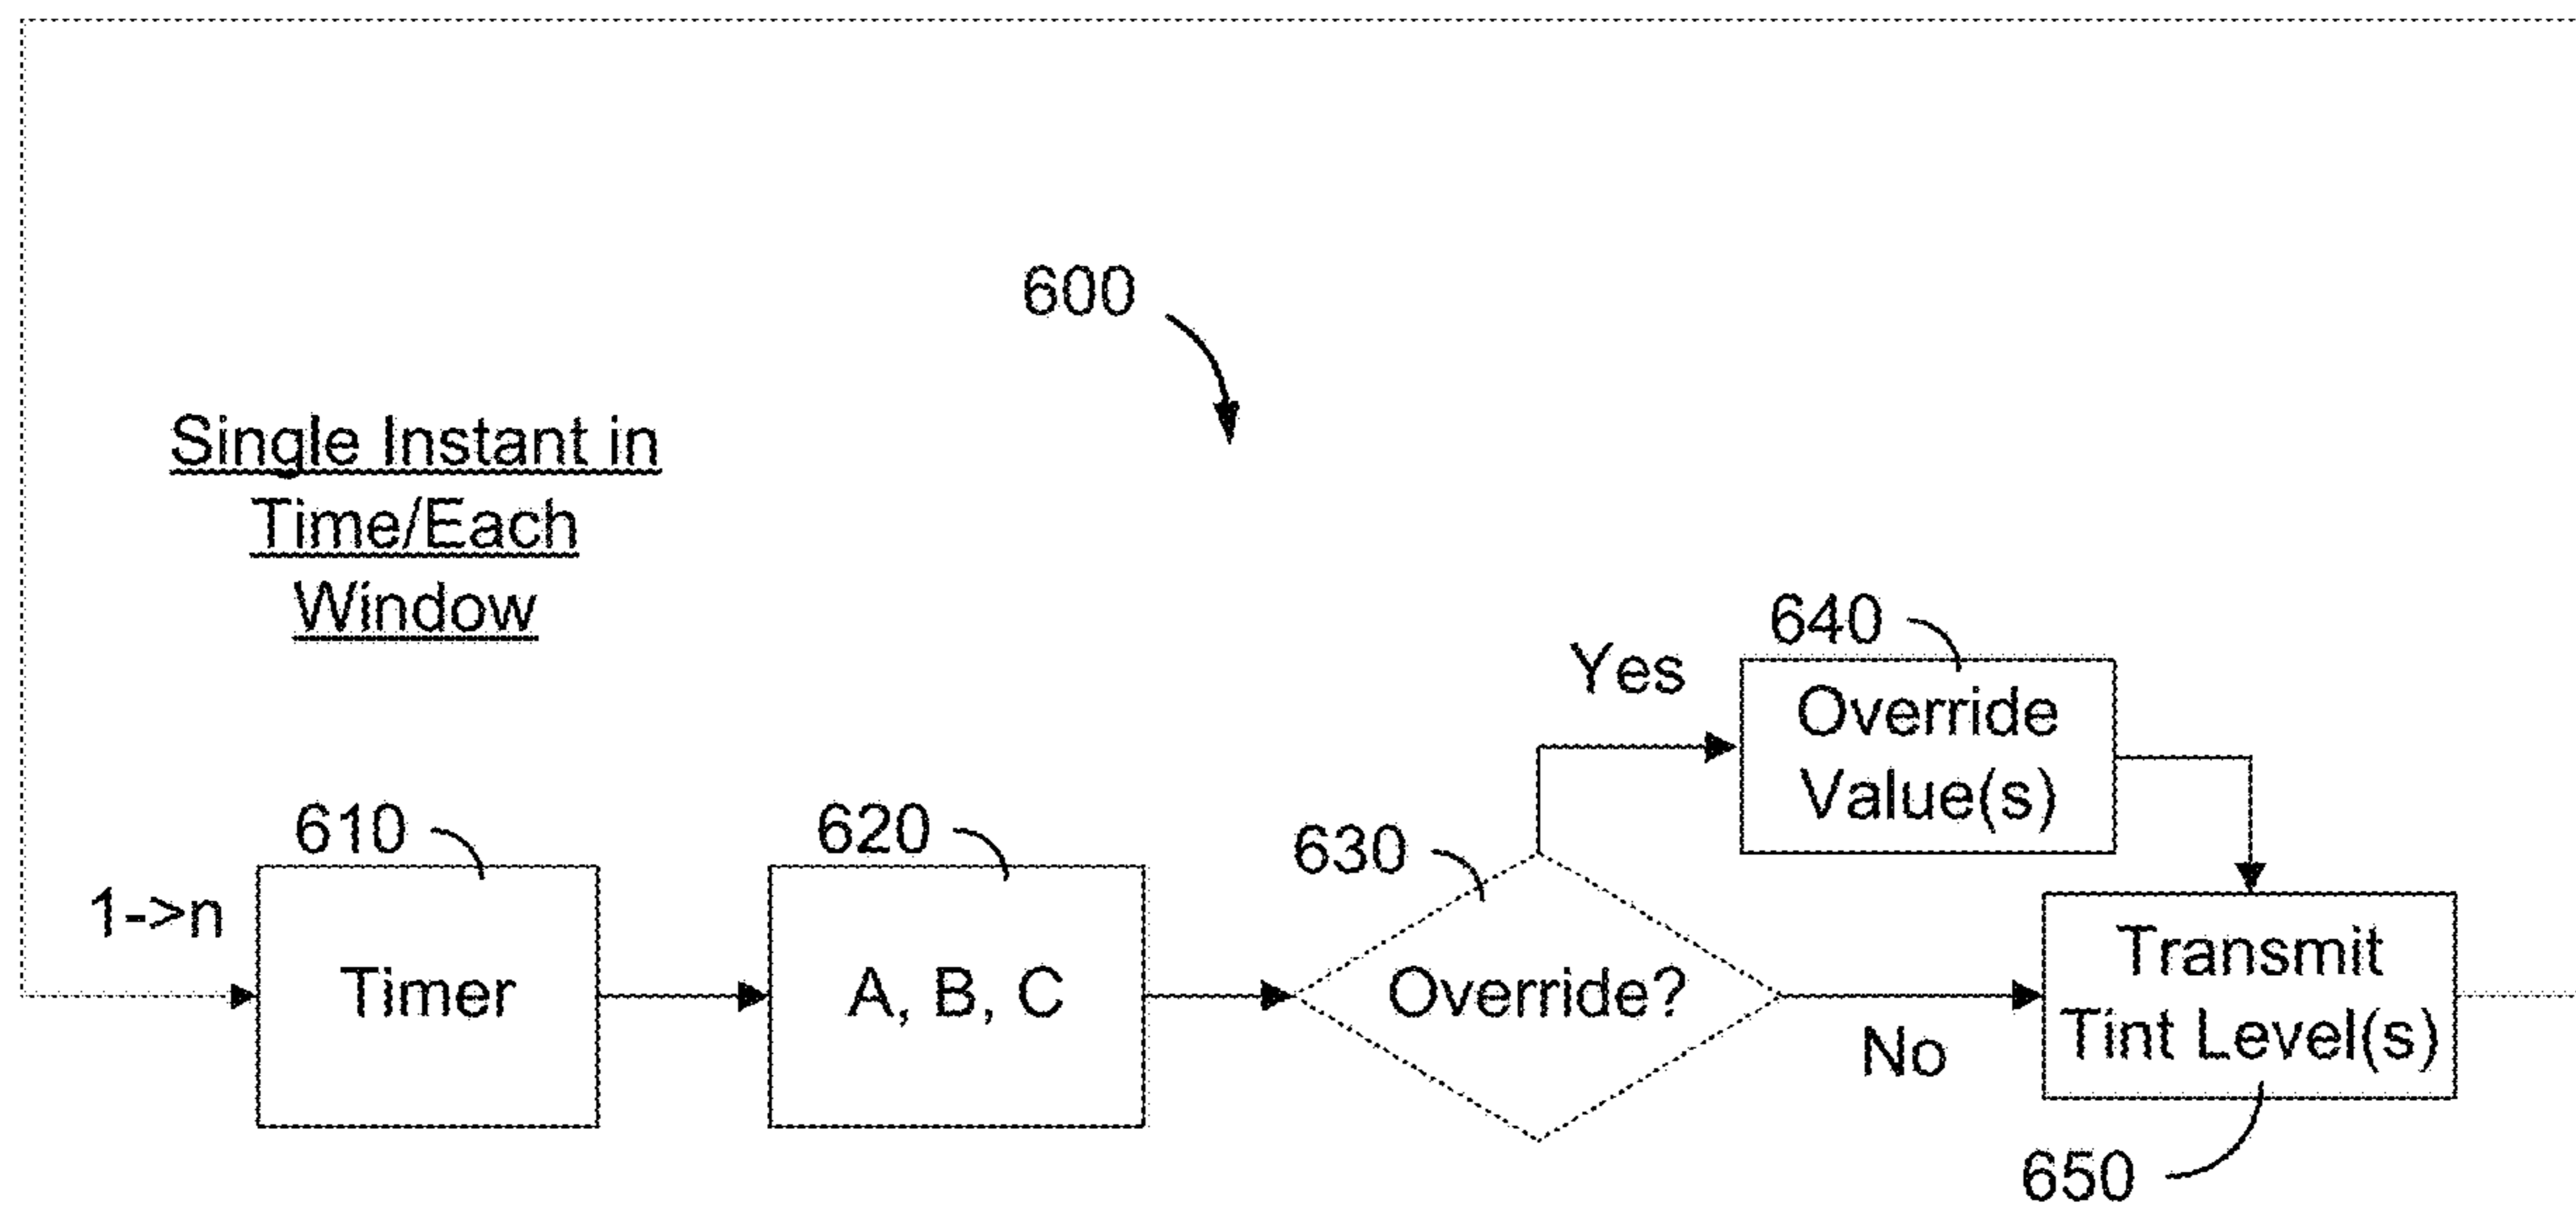 600
Single Instant in
Time/Each
Window
640
Yes
Override
Value(s)
610
620
630
1->n
Timer
A, B, C
Override?
Transmit
Tint Level(s)
No
650